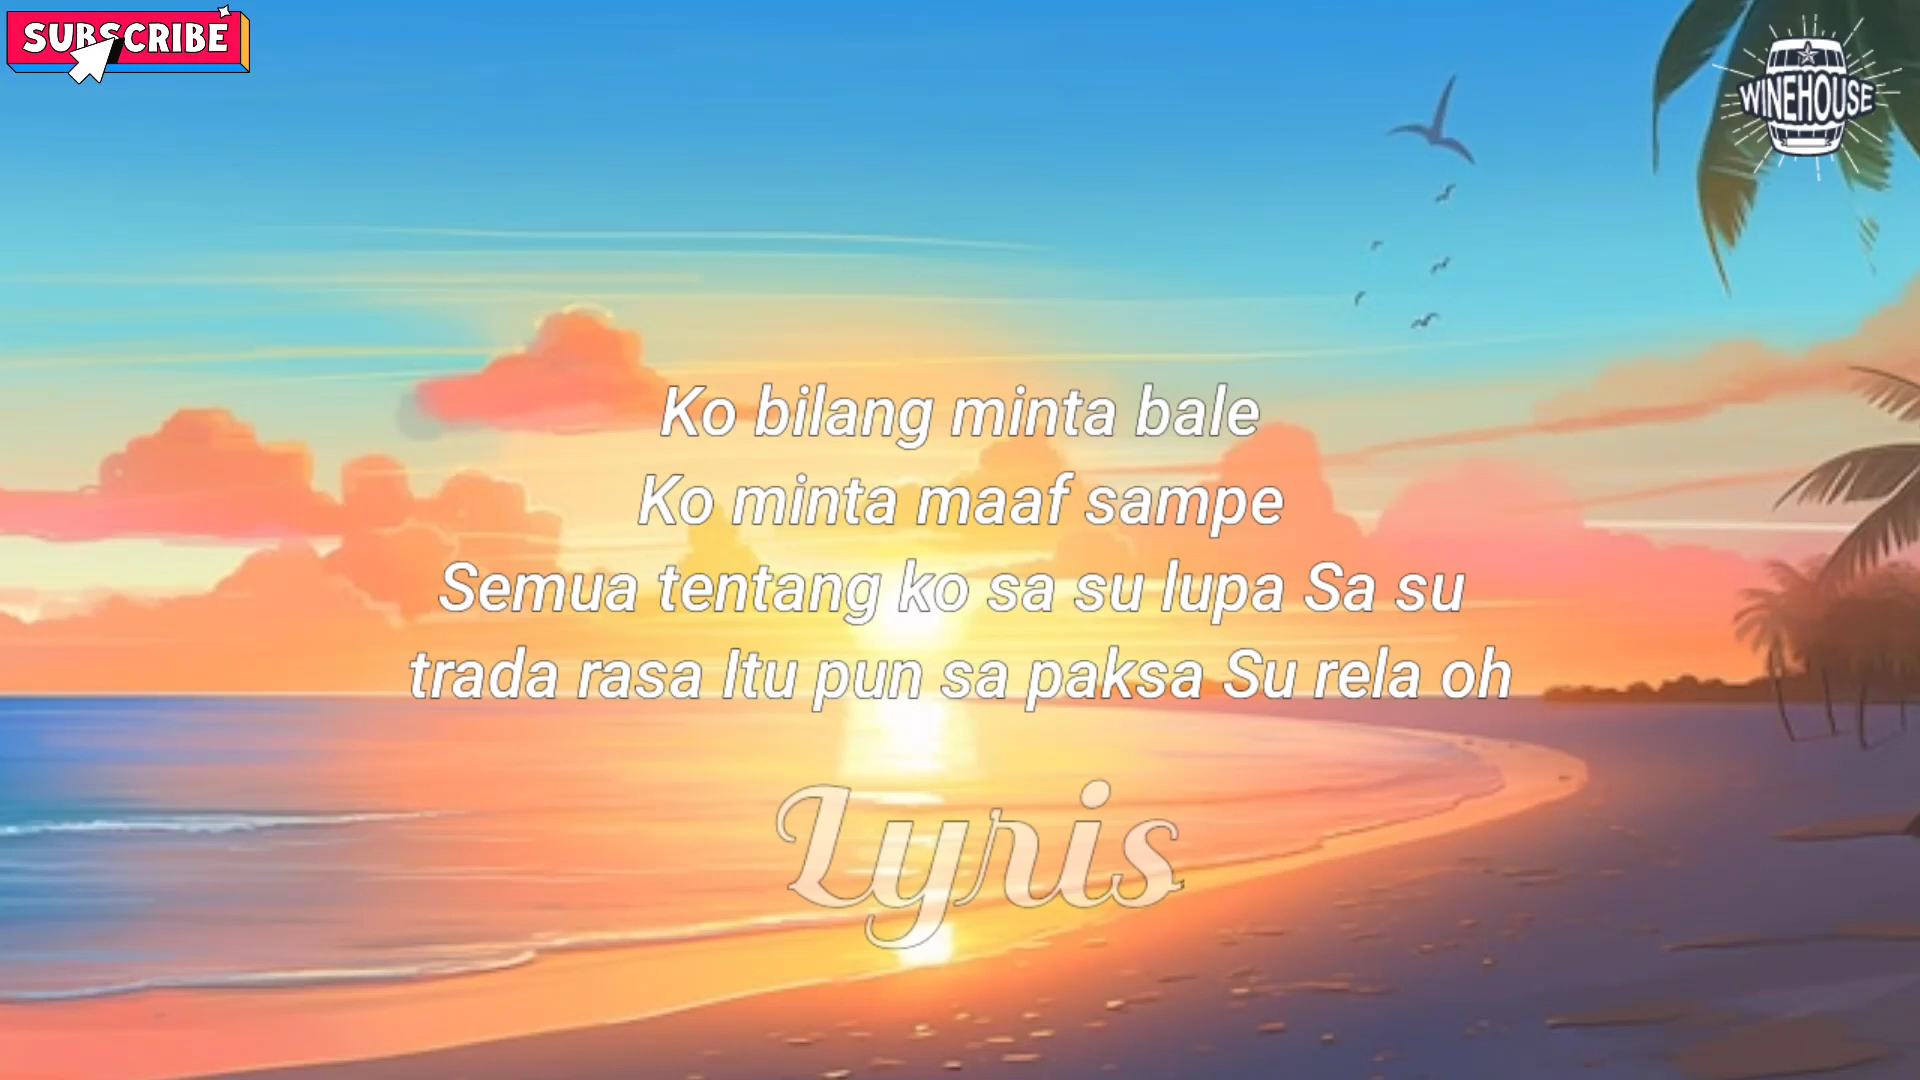 SUBSCRIBE
WINEHOUSE
Ko bilang minta bale
Ko minta maaf sampe
Semua tentang ko sa su lupa Sa su
trada rasa Itu pun sa paksa Su rela oh
Lyris